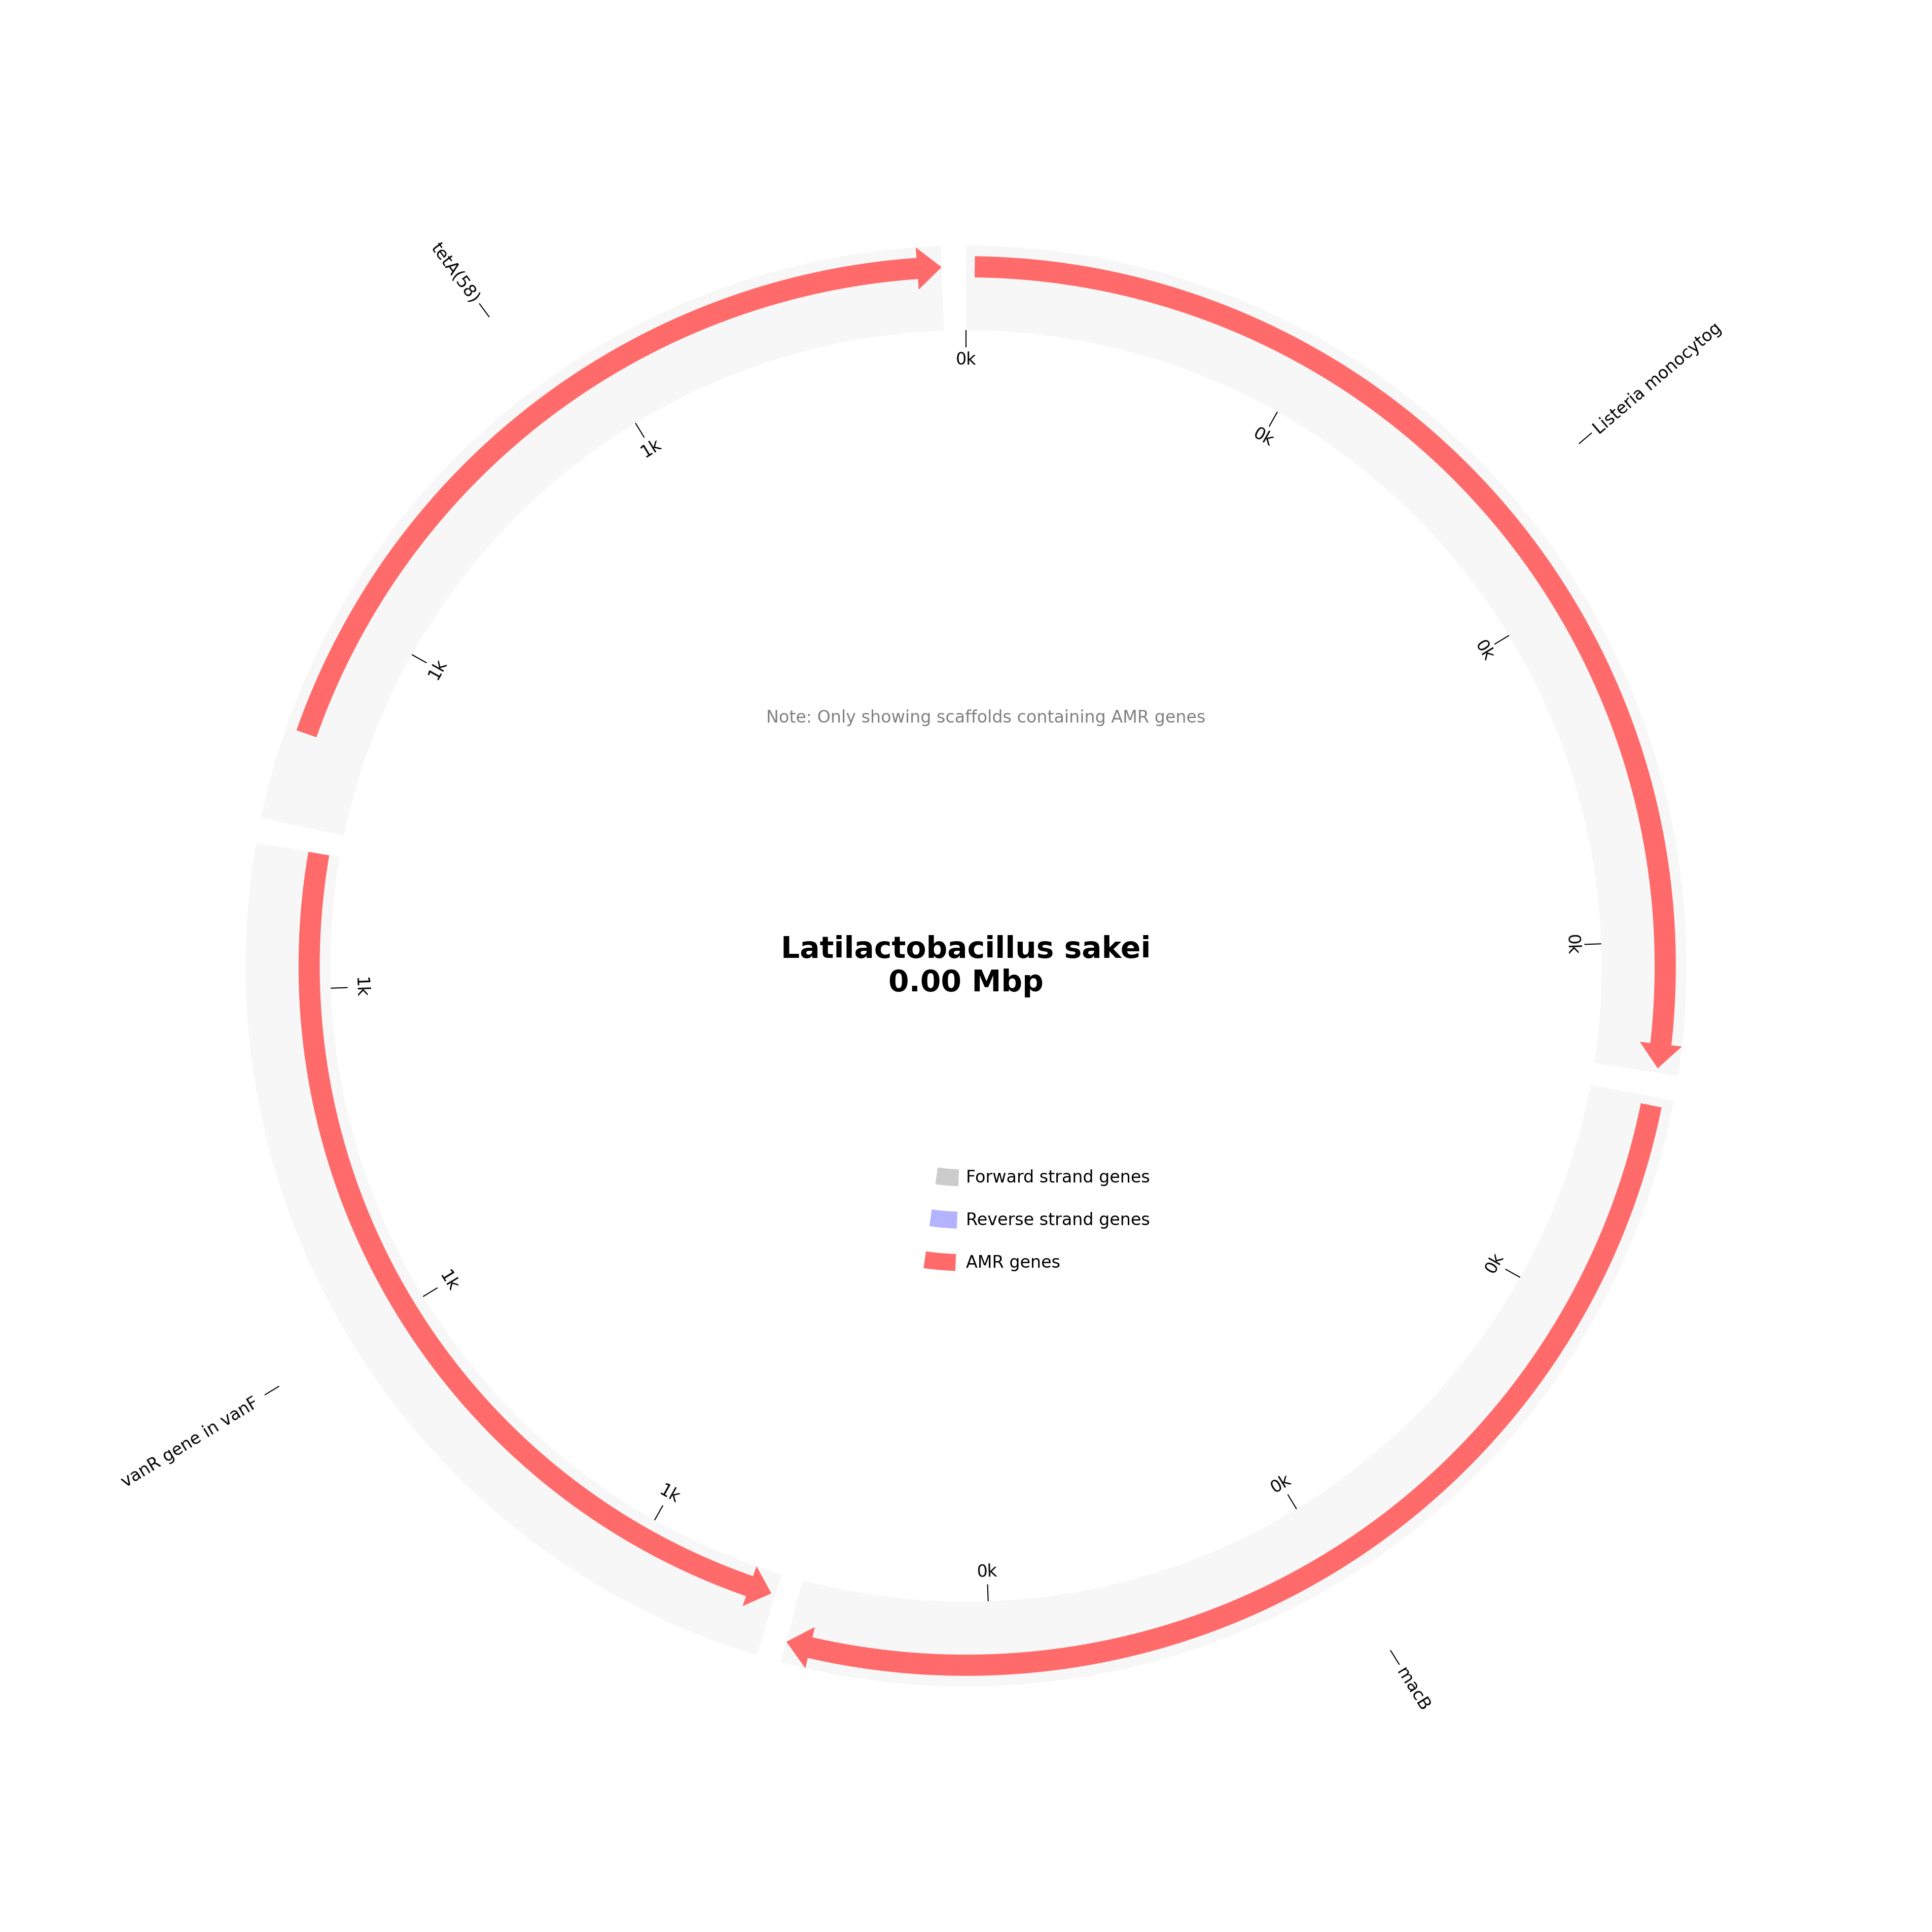 tetA(58)
Listeria monocytog
0k
0k
1k
0k
1k
Note: Only showing scaffolds containing AMR genes
Latilactobacillus sakei
0.00 Mbp
0k
1k
Forward strand genes
Reverse strand genes
AMR genes
0k
1k
vanR gene in vanF
0k
1k
0k
macB